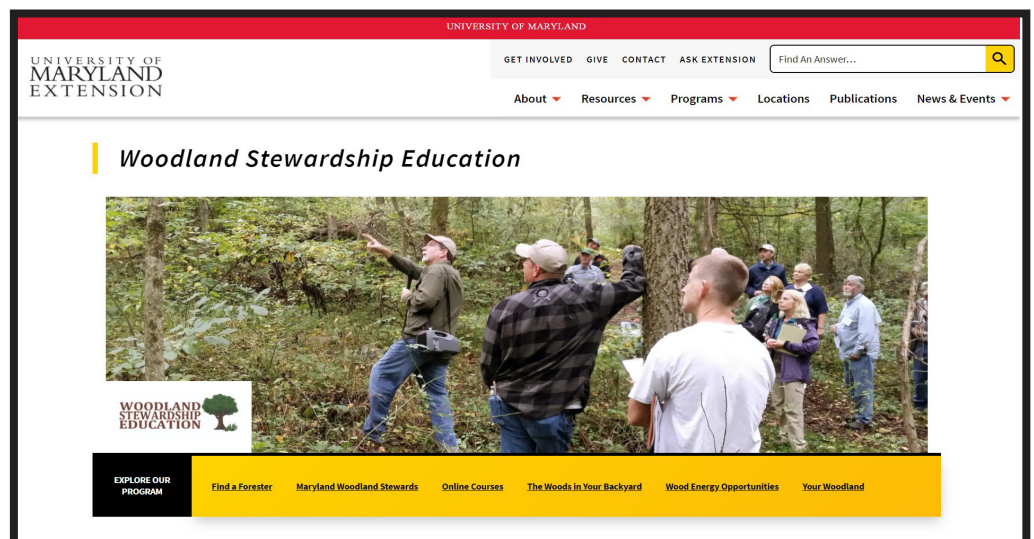 UNIVERSITY OF MARYLAND
UNIVERSITY OF
MARYLAND
EXTENSION
GET INVOLVED GIVE CONTACT ASK EXTENSION Find An Answer...
About Resources Programs Locations Publications News & Events
Woodland Stewardship Education
WOODLAND
STEWARDSHIP
EDUCATION
EXPLORE OUR
PROGRAM
Find a Forester Maryland Woodland Stewards Online Courses The Woods in Your Backyard Wood Energy Opportunities Your Woodland